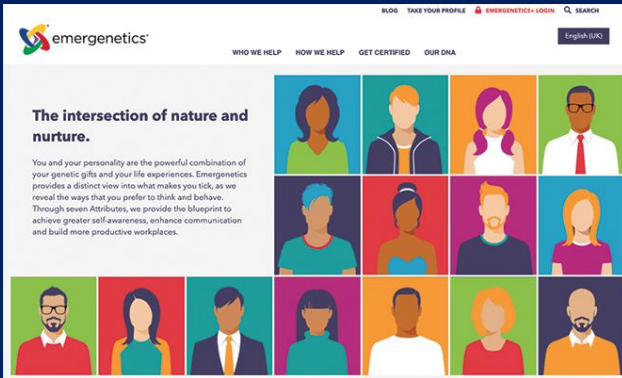 BLOG TAKE YOUR PROFILE EMERGENETICS+ LOGIN SEARCH
emergenetics®
English (UK)
WHO WE HELP HOW WE HELP GET CERTIFIED OUR DNA
The intersection of nature and
nurture.
You and your personality are the powerful combination of
your genetic gifts and your life experiences. Emergenetics
provides a distinct view into what makes you tick, as we
reveal the ways that you prefer to think and behave.
Through seven Attributes, we provide the blueprint to
achieve greater self-awareness, enhance communication
and build more productive workplaces.